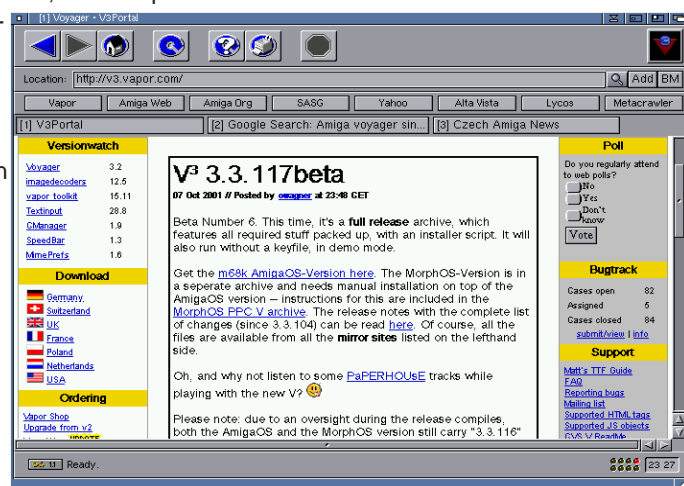 [1] Voyager • V3Portal
3
Location: http://v3.vapor.com/
Add BM
Vapor Amiga Web Amiga Org SASG Yahoo Alta Vista Lycos Metacrawler
[1] V3Portal [2] Google Search: Amiga voyager sin... [3] Czech Amiga News
Versionwatch
Voyager 3.2
imagedecoders 12.5
vapor toolkit 15.11
Textinput 28.8
GManager 1.9
SpeedBar 1.3
MimePrefs 1.6
Download
Germany
Switzerland
UK
France
Poland
Netherlands
USA
Ordering
Vapor Shop
Upgrade from v2
UPDATE
V³ 3.3.117beta
07 Oct 2001 // Posted by owagner at 23:48 CET
Beta Number 6. This time, it's a full release archive, which
features all required stuff packed up, with an installer script. It will
also run without a keyfile, in demo mode.
Get the m68k AmigaOS-Version here. The MorphOS-Version is in
a seperate archive and needs manual installation on top of the
AmigaOS version – instructions for this are included in the
MorphOS PPC V archive. The release notes with the complete list
of changes (since 3.3.104) can be read here. Of course, all the
files are available from all the mirror sites listed on the lefthand
side.
Oh, and why not listen to some PaPERHOUsE tracks while
playing with the new V?
Please note: due to an oversight during the release compiles,
both the AmigaOS and the MorphOS version still carry "3.3.116"
Poll
Do you regularly attend
to web polls?
No
Yes
Don't
know
Vote
Bugtrack
Cases open 82
Assigned 5
Cases closed 84
submit/view | info
Support
Matt's TTF Guide
FAQ
Reporting bugs
Mailing list
Supported HTML tags
Supported JS objects
CVS V ReadMe
Ready.
23 27